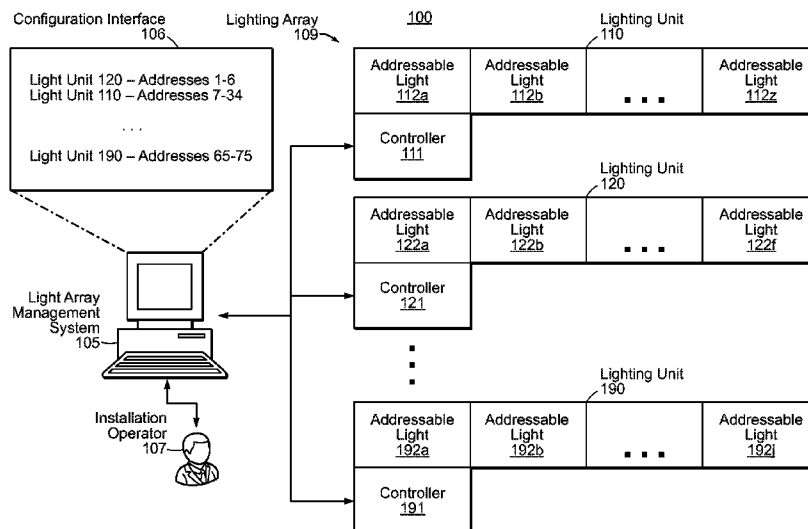 100
Configuration Interface
106
Light Unit 120 – Addresses 1-6
Light Unit 110 – Addresses 7-34
. . .
Light Unit 190 – Addresses 65-75
Light Array
Management
System
105
Installation
Operator
107
Lighting Array
109
Lighting Unit
110
Addressable
Light
112a
Addressable
Light
112b
Addressable
Light
112z
Controller
111
Lighting Unit
120
Addressable
Light
122a
Addressable
Light
122b
Addressable
Light
122f
Controller
121
Lighting Unit
190
Addressable
Light
192a
Addressable
Light
192b
Addressable
Light
192j
Controller
191